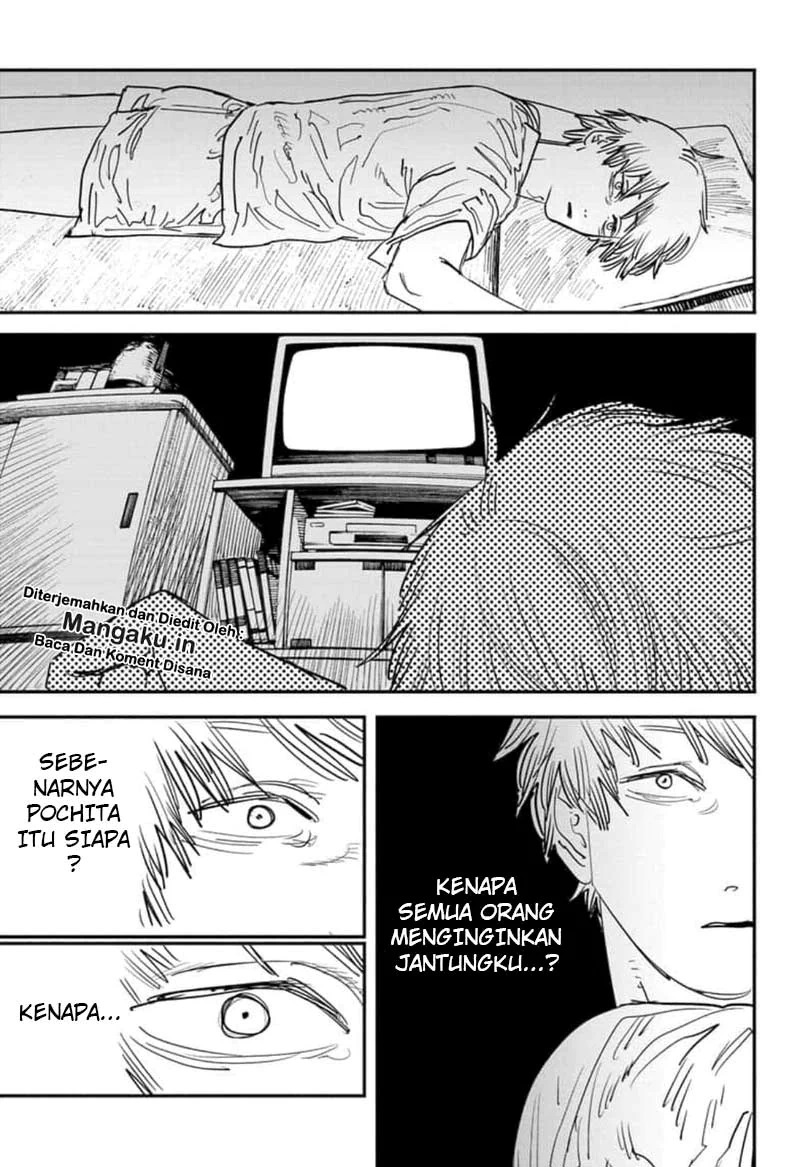 Diterjemahkan dan Diedit Oleh :
Mangaku.in
Baca Dan Koment Disana
KENAPA
SEMUA ORANG
MENGINGINKAN
JANTUNGKU...?
SEBE-
NARNYA
POCHITA
ITU SIAPA
?
KENAPA...